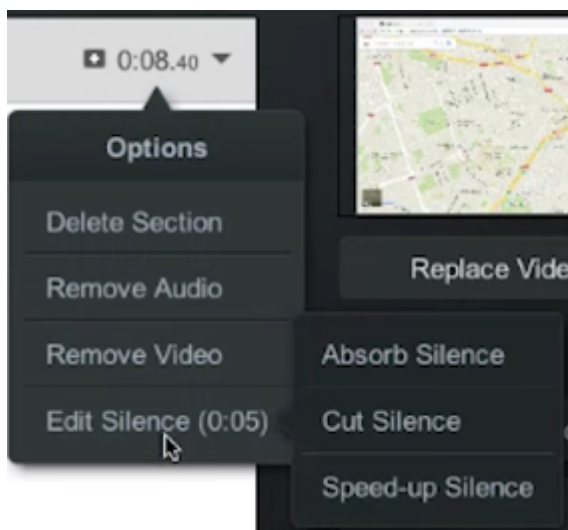 0:08.40
Options
Delete Section
Remove Audio
Remove Video
Edit Silence (0:05)
Replace Vide
Absorb Silence
Cut Silence
Speed-up Silence